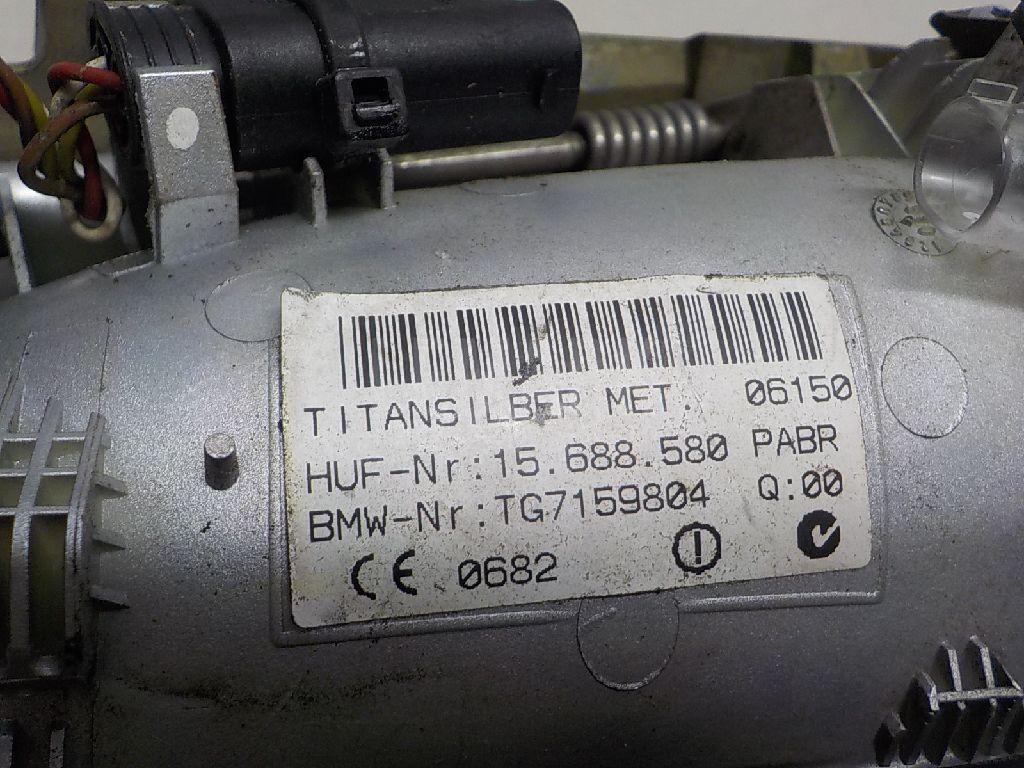 TITANSILBER MET. 06150
HUF-Nr:15.688.580 PABR
BMW-Nr:TG7159804 Q:00
CE 0682